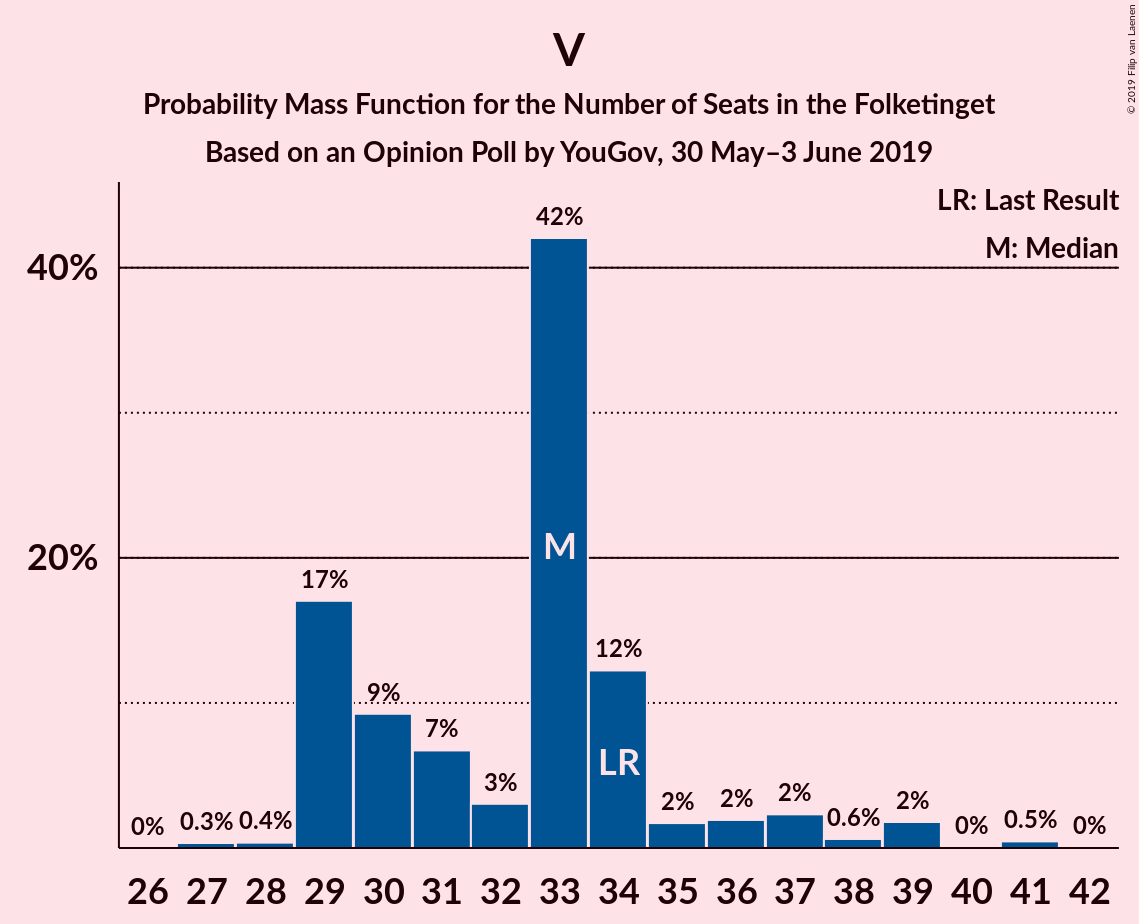 V
Probability Mass Function for the Number of Seats in the Folketinget
Based on an Opinion Poll by YouGov, 30 May–3 June 2019
© 2019 Filip van Laenen
LR: Last Result
M: Median
40%
20%
0%
0.3%
0.4%
17%
9%
7%
3%
42%
M
12%
LR
2%
2%
2%
0.6%
2%
0%
0.5%
0%
26 27 28 29 30 31 32 33 34 35 36 37 38 39 40 41 42